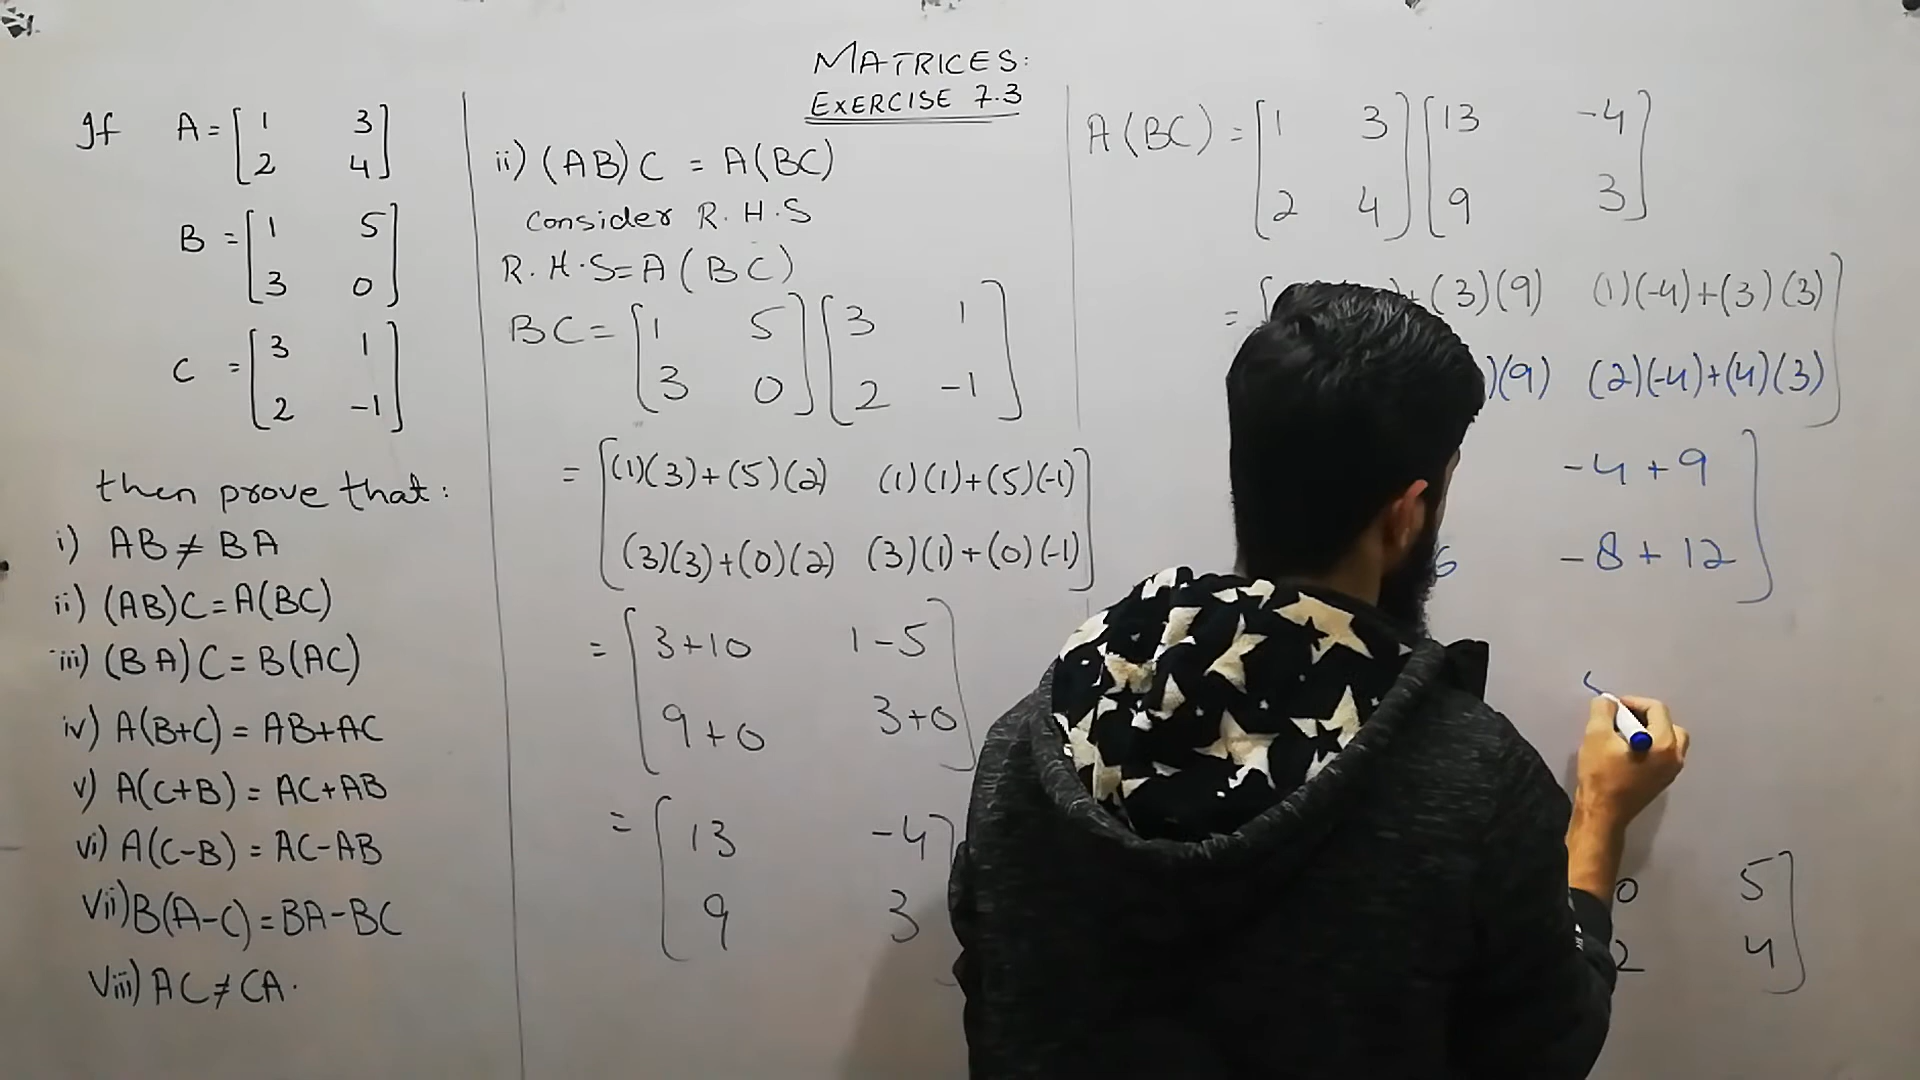 MATRICES:
EXERCISE 7.3
If A = [ 1 3
2 4 ]
B = [ 1 5
3 0 ]
C = [ 3 1
2 -1 ]
then prove that:
i) AB ≠ BA
ii) (AB)C = A(BC)
iii) (BA)C = B(AC)
iv) A(B+C) = AB+AC
v) A(C+B) = AC+AB
vi) A(C-B) = AC-AB
vii) B(A-C) = BA-BC
viii) AC ≠ CA.
ii) (AB)C = A(BC)
Consider R.H.S
R.H.S = A(BC)
BC = [ 1 5 ] [ 3 1 ]
[ 3 0 ] [ 2 -1 ]
= [ (1)(3)+(5)(2) (1)(1)+(5)(-1) ]
[ (3)(3)+(0)(2) (3)(1)+(0)(-1) ]
= [ 3+10 1-5 ]
[ 9+0 3+0 ]
= [ 13 -4 ]
[ 9 3
A(BC) = [ 1 3 ] [ 13 -4 ]
[ 2 4 ] [ 9 3 ]
= [ + (3)(9) (1)(-4)+(3)(3) ]
)(9) (2)(-4)+(4)(3) ]
-4+9 ]
6 -8+12 ]
0 5 ]
2 4 ]